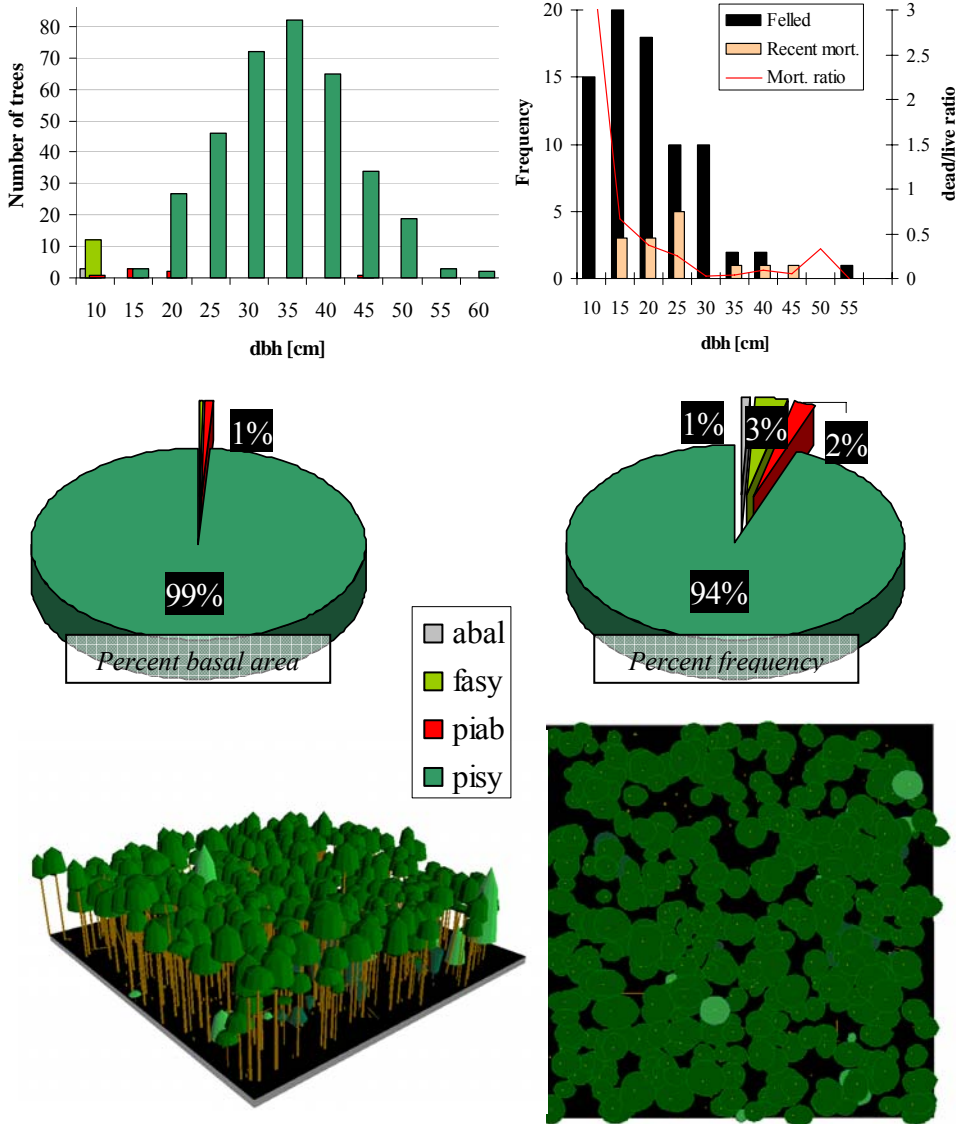 Number of trees
80
70
60
50
40
30
20
10
0
10 15 20 25 30 35 40 45 50 55 60
dbh [cm]
Frequency
20
15
10
5
0
Felled
Recent mort.
Mort. ratio
3
2.5
2
1.5
1
0.5
0
dead/live ratio
10 15 20 25 30 35 40 45 50 55
dbh [cm]
1%
99%
Percent basal area
1%
3%
2%
94%
Percent frequency
abal
fasy
piab
pisy